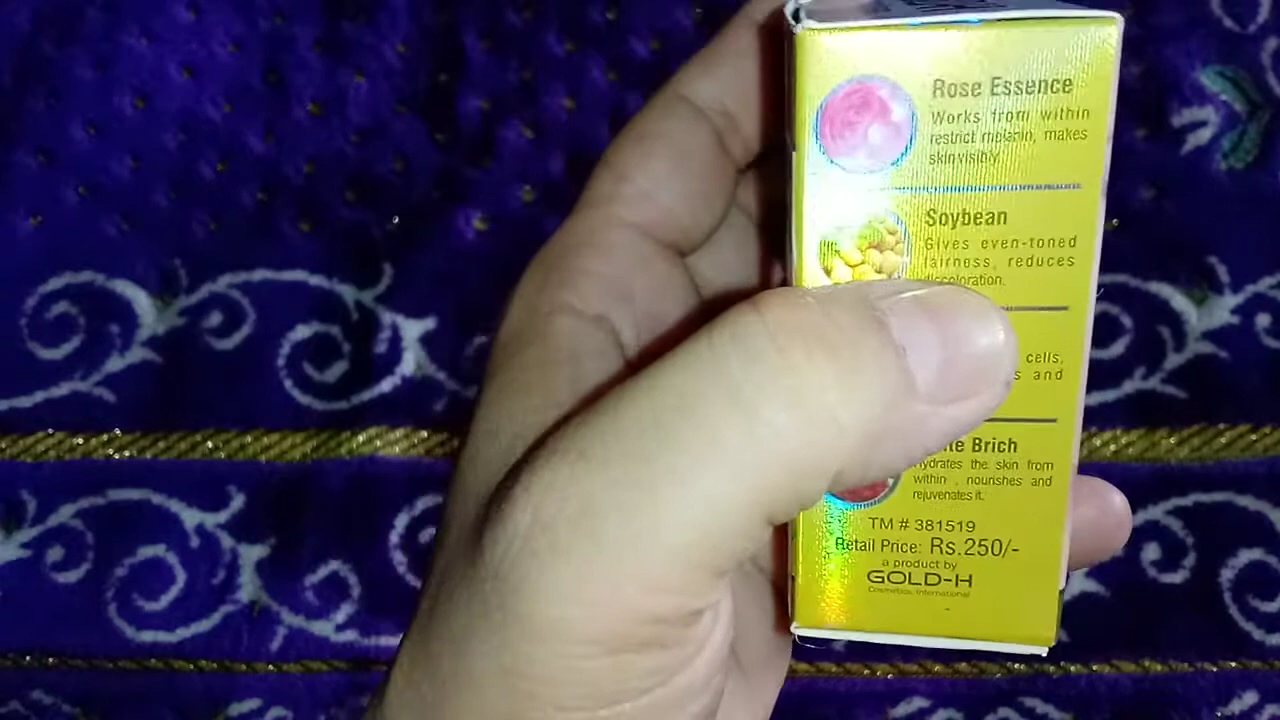 Rose Essence
Works from within
restrict melanin, makes
skin visibly
Soybean
Gives even-toned
fairness, reduces
discoloration.
cells,
and
Brich
hydrates the skin from
within , nourishes and
rejuvenates it.
TM # 381519
Retail Price: Rs.250/-
a product by
GOLD-H
Cosmetics International